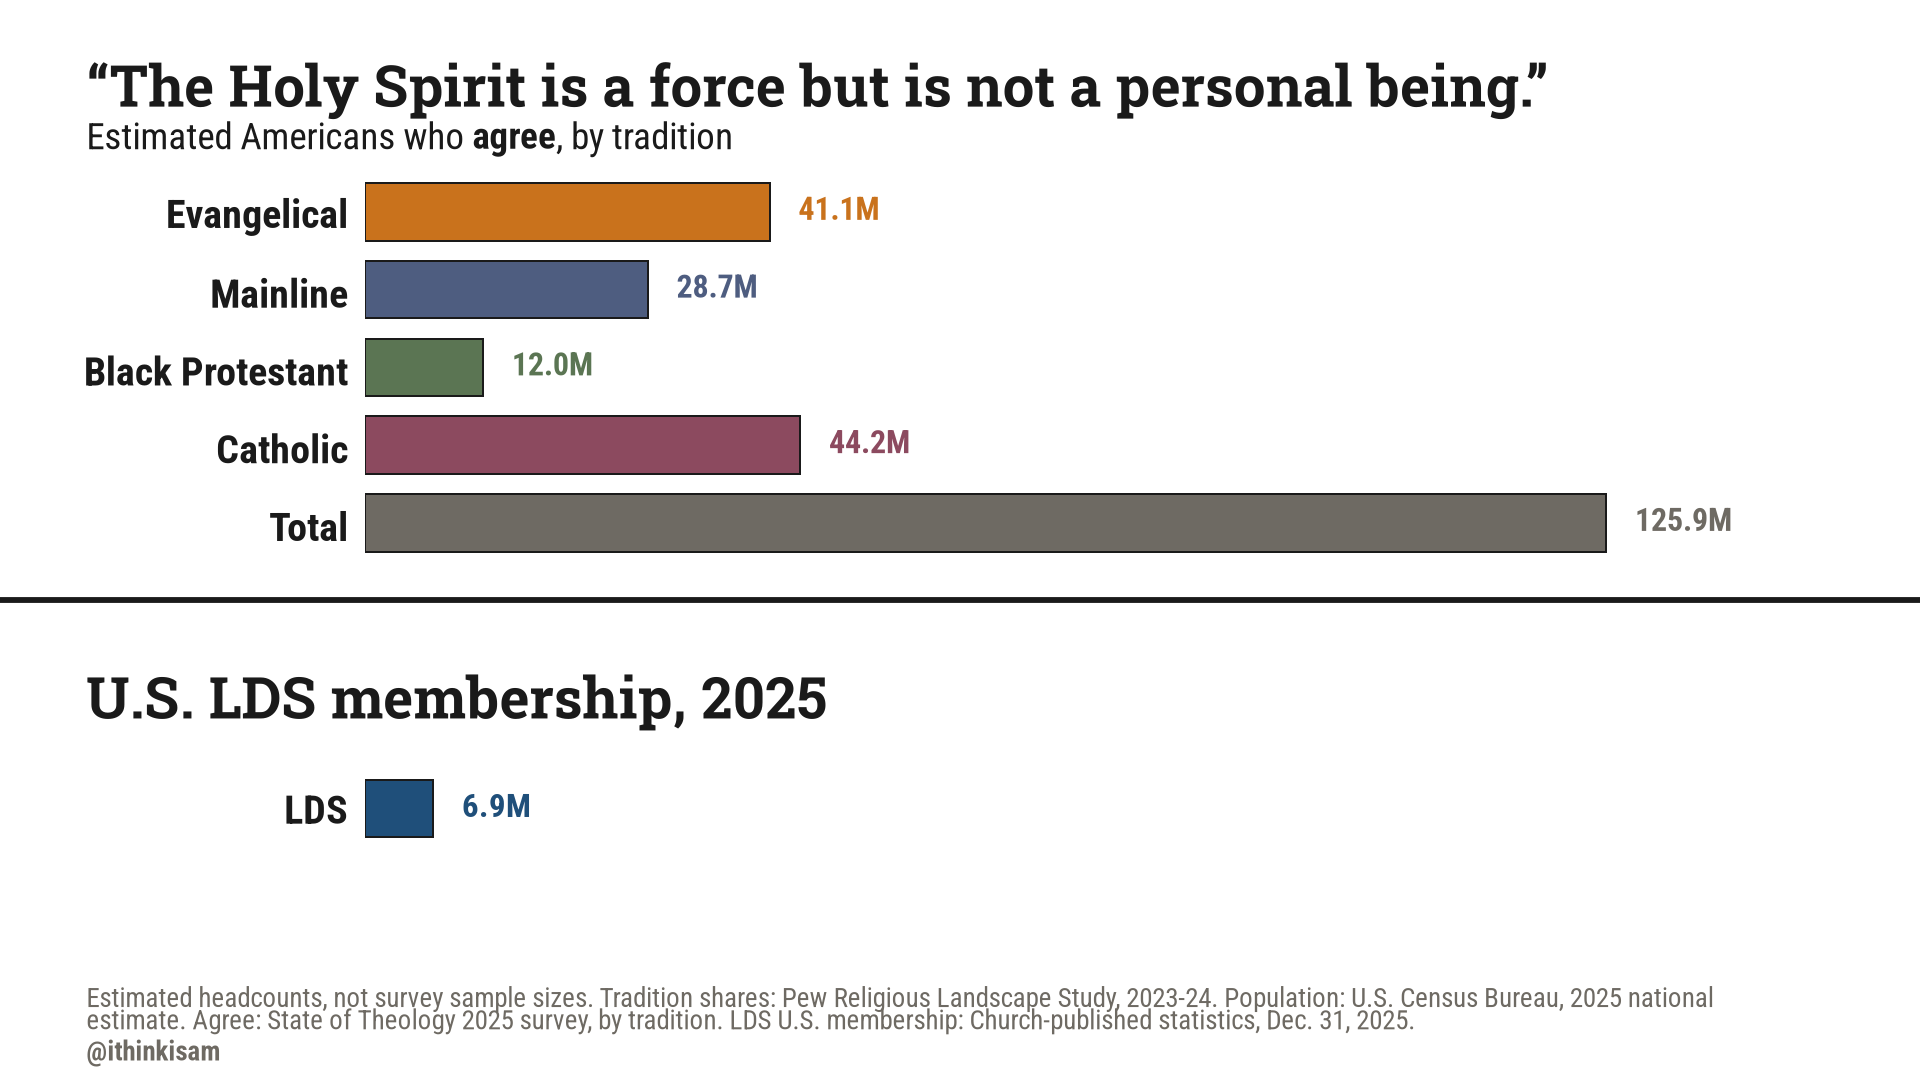 “The Holy Spirit is a force but is not a personal being.”
Estimated Americans who agree, by tradition
Evangelical 41.1M
Mainline 28.7M
Black Protestant 12.0M
Catholic 44.2M
Total 125.9M
U.S. LDS membership, 2025
LDS 6.9M
Estimated headcounts, not survey sample sizes. Tradition shares: Pew Religious Landscape Study, 2023-24. Population: U.S. Census Bureau, 2025 national
estimate. Agree: State of Theology 2025 survey, by tradition. LDS U.S. membership: Church-published statistics, Dec. 31, 2025.
@ithinkisam